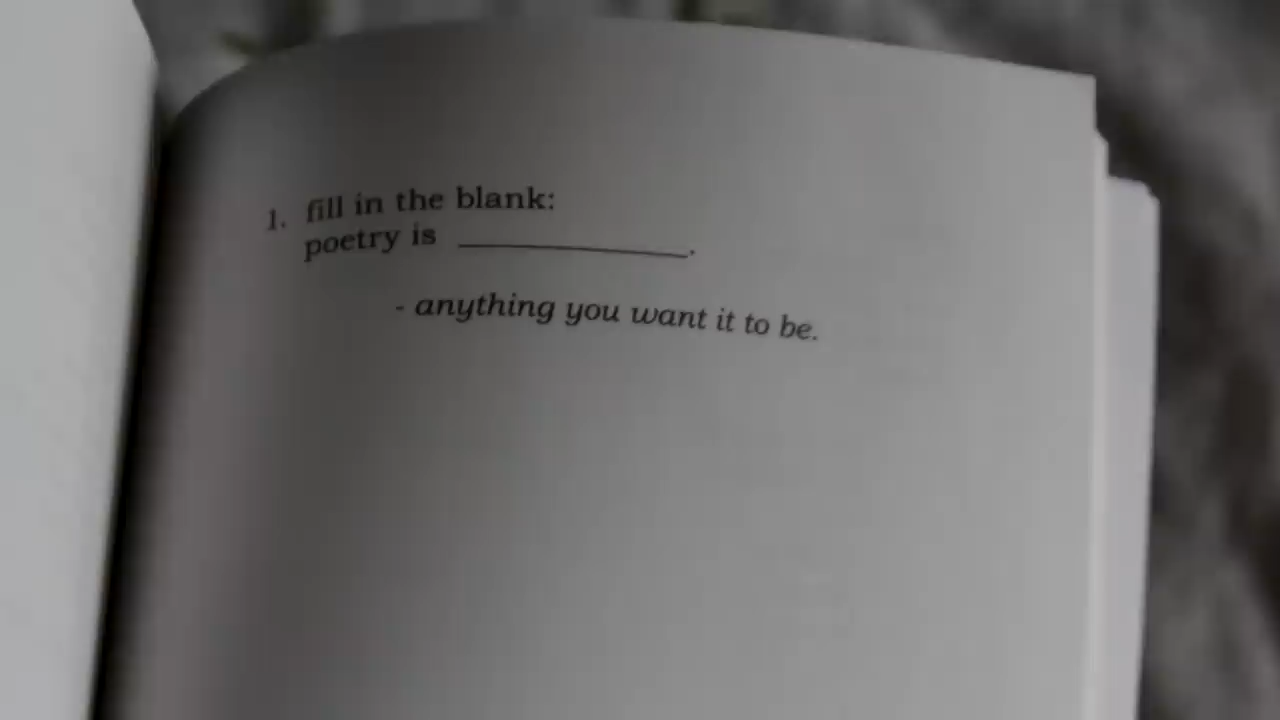 1. fill in the blank:
poetry is ____________.
- anything you want it to be.